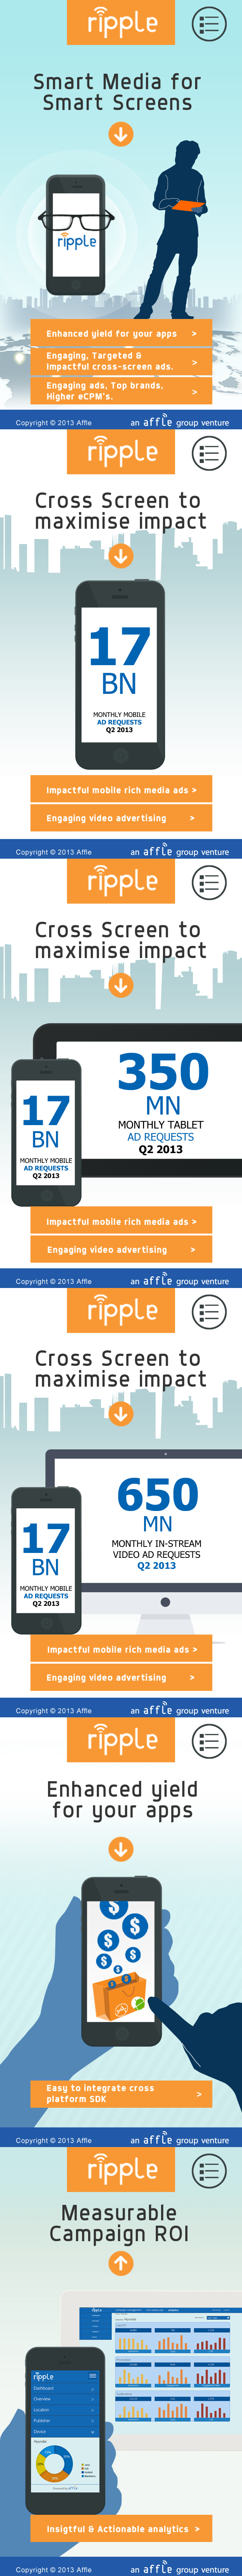 ripple
Smart Media for
Smart Screens
ripple
Enhanced yield for your apps >
Engaging, Targeted &
Impactful cross-screen ads. >
Engaging ads, Top brands,
Higher eCPM's. >
Copyright © 2013 Affle an affle group venture
ripple
Cross Screen to
maximise impact
17
BN
MONTHLY MOBILE
AD REQUESTS
Q2 2013
Impactful mobile rich media ads >
Engaging video advertising >
Copyright © 2013 Affle an affle group venture
ripple
Cross Screen to
maximise impact
350
MN
MONTHLY TABLET
AD REQUESTS
Q2 2013
17
BN
MONTHLY MOBILE
AD REQUESTS
Q2 2013
Impactful mobile rich media ads >
Engaging video advertising >
Copyright © 2013 Affle an affle group venture
ripple
Cross Screen to
maximise impact
650
MN
MONTHLY IN-STREAM
VIDEO AD REQUESTS
Q2 2013
17
BN
MONTHLY MOBILE
AD REQUESTS
Q2 2013
Impactful mobile rich media ads >
Engaging video advertising >
Copyright © 2013 Affle an affle group venture
ripple
Enhanced yield
for your apps
$
$
$
$
$
Easy to integrate cross
platform SDK >
Copyright © 2013 Affle an affle group venture
ripple
Measurable
Campaign ROI
ripple
ripple
Dashboard >
Overview >
Location >
Publisher >
Device
Insigtful & Actionable analytics >
Copyright © 2013 Affle an affle group venture